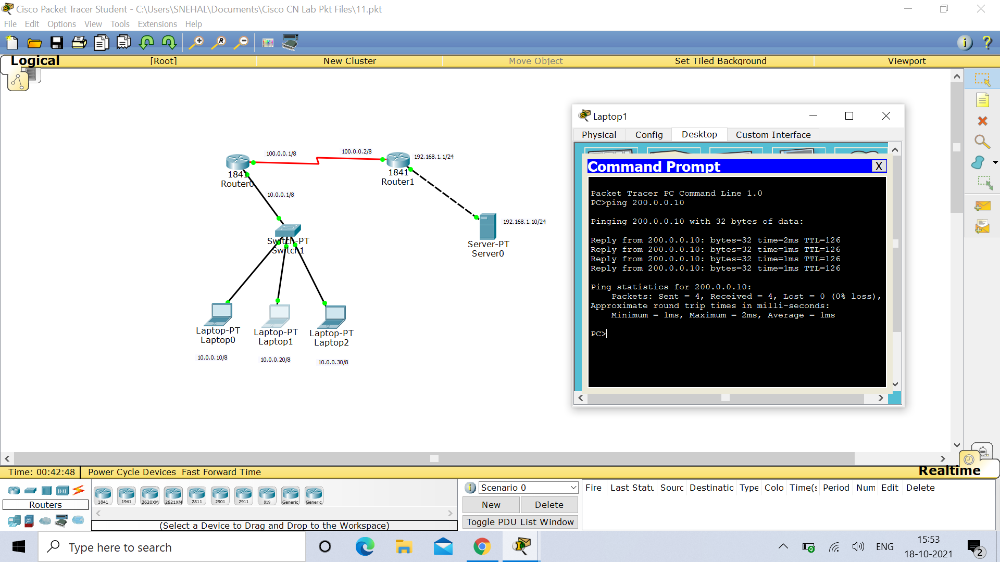 Cisco Packet Tracer Student - C:\Users\SNEHAL\Documents\Cisco CN Lab Pkt Files\11.pkt
File Edit Options View Tools Extensions Help
Logical [Root] New Cluster Move Object Set Tiled Background Viewport
100.0.0.1/8
100.0.0.2/8
192.168.1.1/24
1841
Router0
1841
Router1
10.0.0.1/8
192.168.1.10/24
Switch-PT
Switch1
Server-PT
Server0
Laptop-PT
Laptop0
Laptop-PT
Laptop1
Laptop-PT
Laptop2
10.0.0.10/8
10.0.0.20/8
10.0.0.30/8
Laptop1
Physical Config Desktop Custom Interface
Command Prompt X
Packet Tracer PC Command Line 1.0
PC>ping 200.0.0.10
Pinging 200.0.0.10 with 32 bytes of data:
Reply from 200.0.0.10: bytes=32 time=2ms TTL=126
Reply from 200.0.0.10: bytes=32 time=1ms TTL=126
Reply from 200.0.0.10: bytes=32 time=1ms TTL=126
Reply from 200.0.0.10: bytes=32 time=1ms TTL=126
Ping statistics for 200.0.0.10:
Packets: Sent = 4, Received = 4, Lost = 0 (0% loss),
Approximate round trip times in milli-seconds:
Minimum = 1ms, Maximum = 2ms, Average = 1ms
PC>
Time: 00:42:48 Power Cycle Devices Fast Forward Time Realtime
Routers
1841 1941 2620XM 2621XM 2811 2901 2911 819 Generic Generic
(Select a Device to Drag and Drop to the Workspace)
Scenario 0
New Delete
Toggle PDU List Window
Fire Last Statu Sourc Destinatio Type Colo Time(s Period Num Edit Delete
Type here to search
ENG
15:53
18-10-2021
2